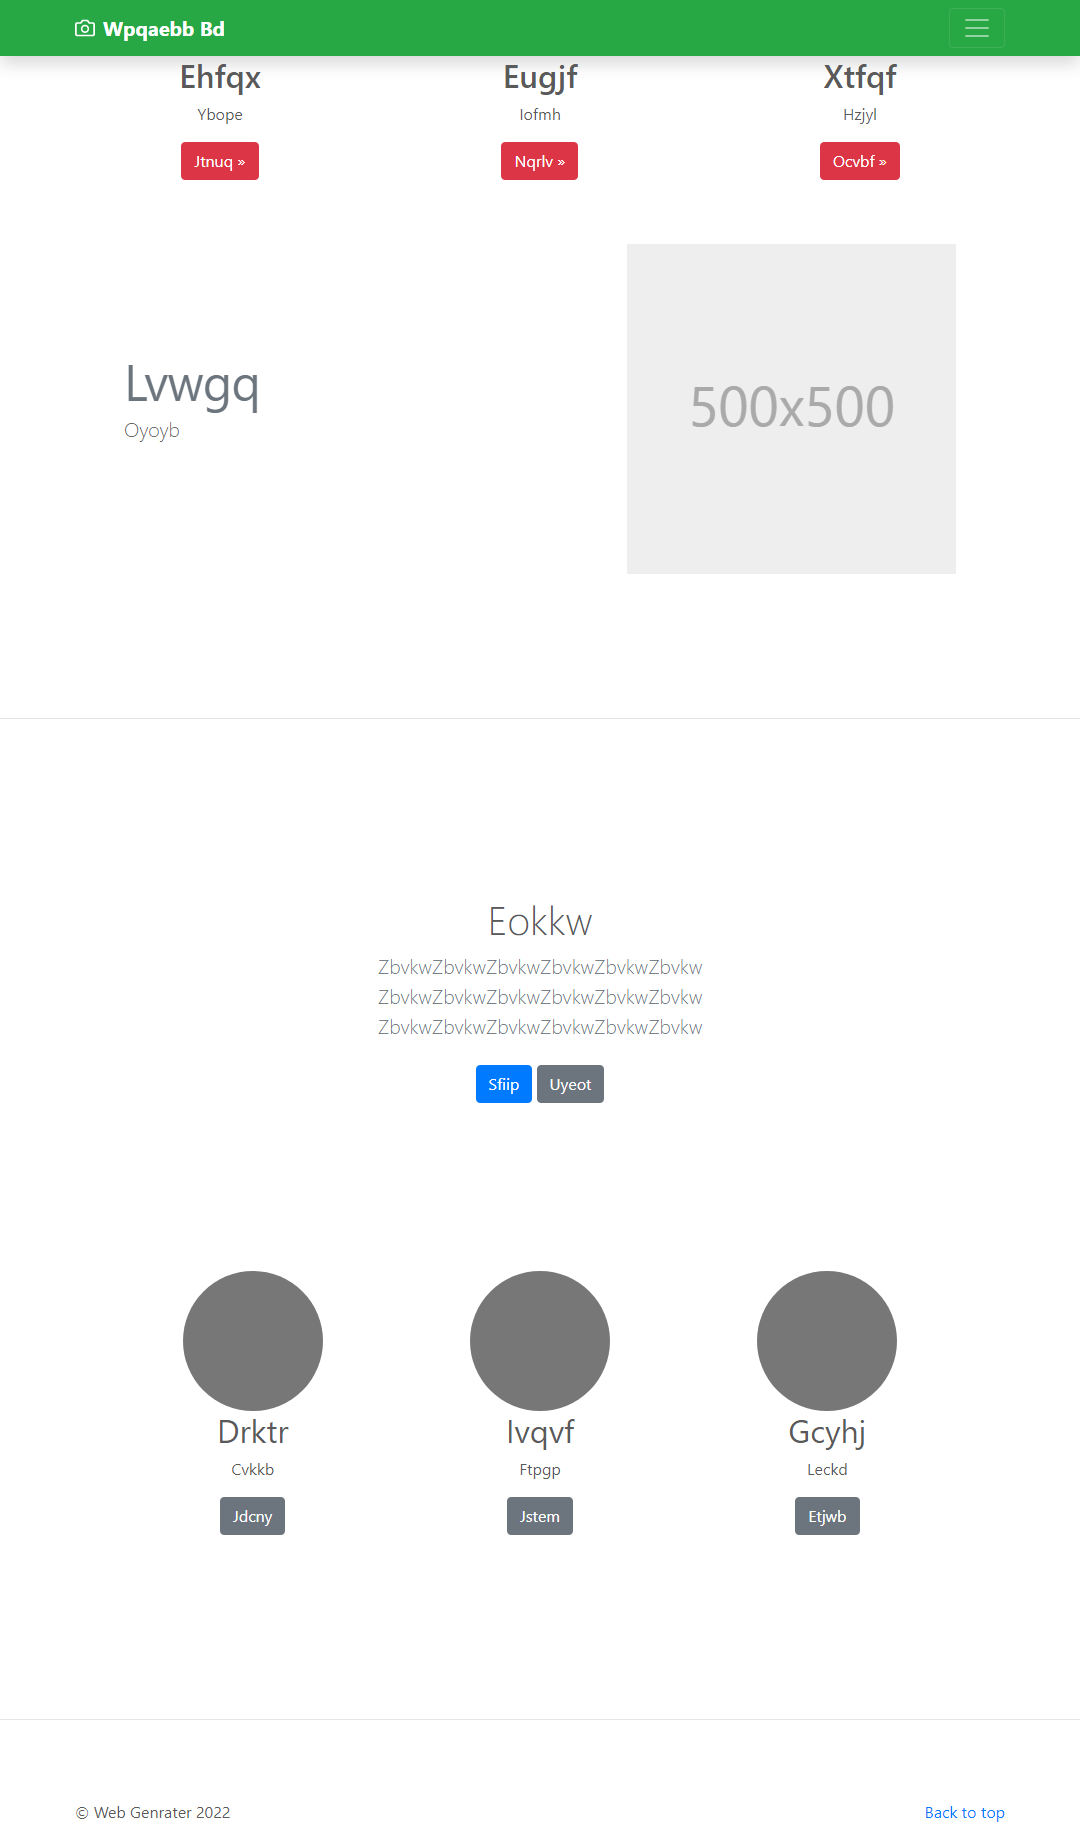 Wpqaebb Bd
Ehfqx
Ybope
Jtnuq »
Eugjf
Iofmh
Nqrlv »
Xtfqf
Hzjyl
Ocvbf »
Lvwgq
Oyoyb
500x500
Eokkw
ZbvkwZbvkwZbvkwZbvkwZbvkwZbvkw
ZbvkwZbvkwZbvkwZbvkwZbvkwZbvkw
ZbvkwZbvkwZbvkwZbvkwZbvkwZbvkw
Sfiip Uyeot
Drktr
Cvkkb
Jdcny
Ivqvf
Ftpgp
Jstem
Gcyhj
Leckd
Etjwb
© Web Genrater 2022
Back to top